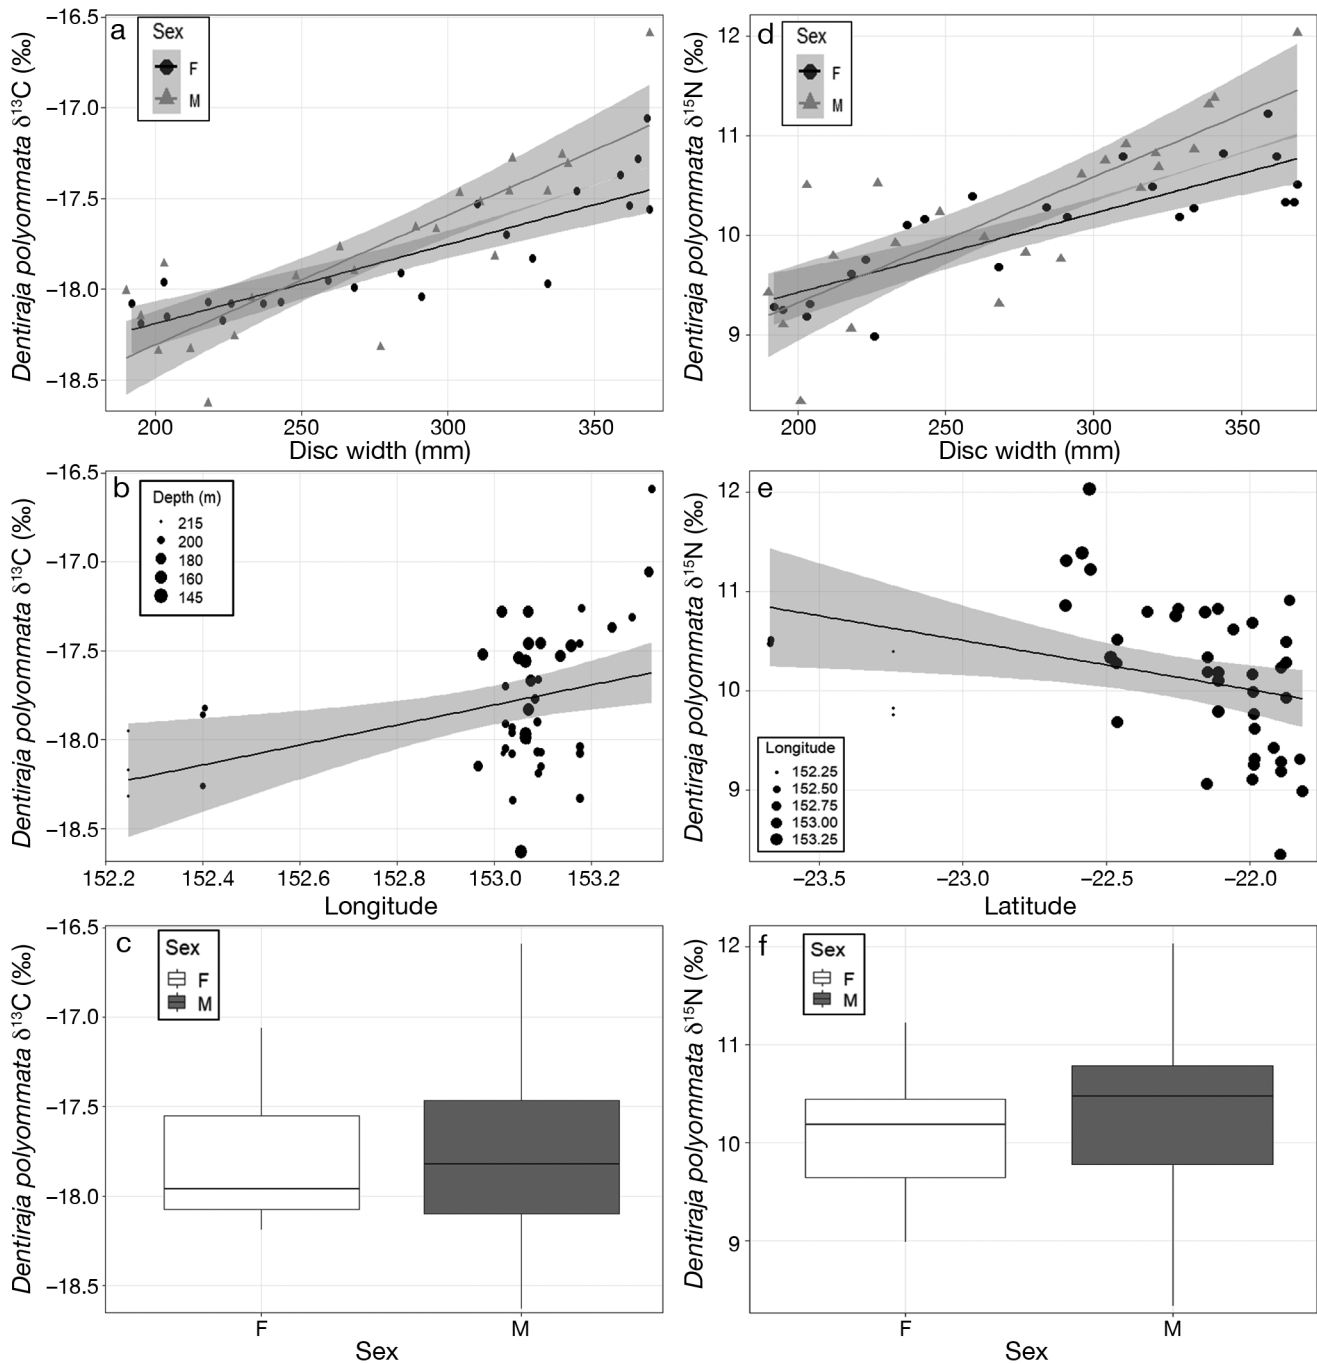 a
Sex
F
M
−16.5
−17.0
−17.5
−18.0
−18.5
Dentiraja polyommata δ¹³C (‰)
200 250 300 350
Disc width (mm)
d
Sex
F
M
12
11
10
9
Dentiraja polyommata δ¹⁵N (‰)
200 250 300 350
Disc width (mm)
b
Depth (m)
215
200
180
160
145
−16.5
−17.0
−17.5
−18.0
−18.5
Dentiraja polyommata δ¹³C (‰)
152.2 152.4 152.6 152.8 153.0 153.2
Longitude
e
Longitude
152.25
152.50
152.75
153.00
153.25
12
11
10
9
Dentiraja polyommata δ¹⁵N (‰)
−23.5 −23.0 −22.5 −22.0
Latitude
c
Sex
F
M
−16.5
−17.0
−17.5
−18.0
−18.5
Dentiraja polyommata δ¹³C (‰)
F M
Sex
f
Sex
F
M
12
11
10
9
Dentiraja polyommata δ¹⁵N (‰)
F M
Sex